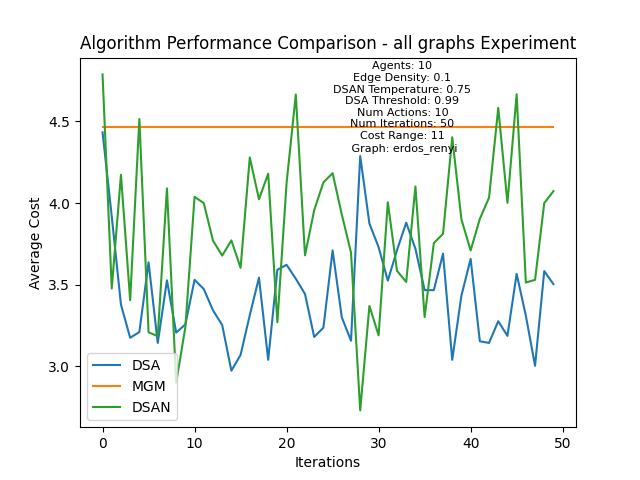 Algorithm Performance Comparison - all graphs Experiment
Agents: 10
Edge Density: 0.1
DSAN Temperature: 0.75
DSA Threshold: 0.99
Num Actions: 10
Num Iterations: 50
Cost Range: 11
Graph: erdos_renyi
Average Cost
4.5
4.0
3.5
3.0
DSA
MGM
DSAN
0 10 20 30 40 50
Iterations